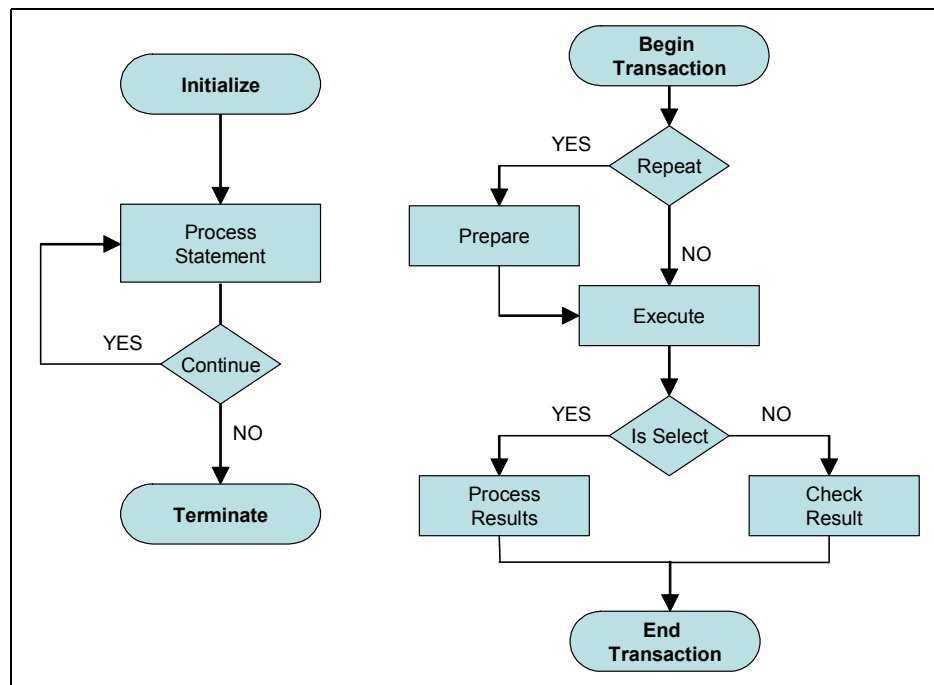 Initialize
Process
Statement
YES
Continue
NO
Terminate
Begin
Transaction
YES
Repeat
Prepare
NO
Execute
YES
NO
Is Select
Process
Results
Check
Result
End
Transaction